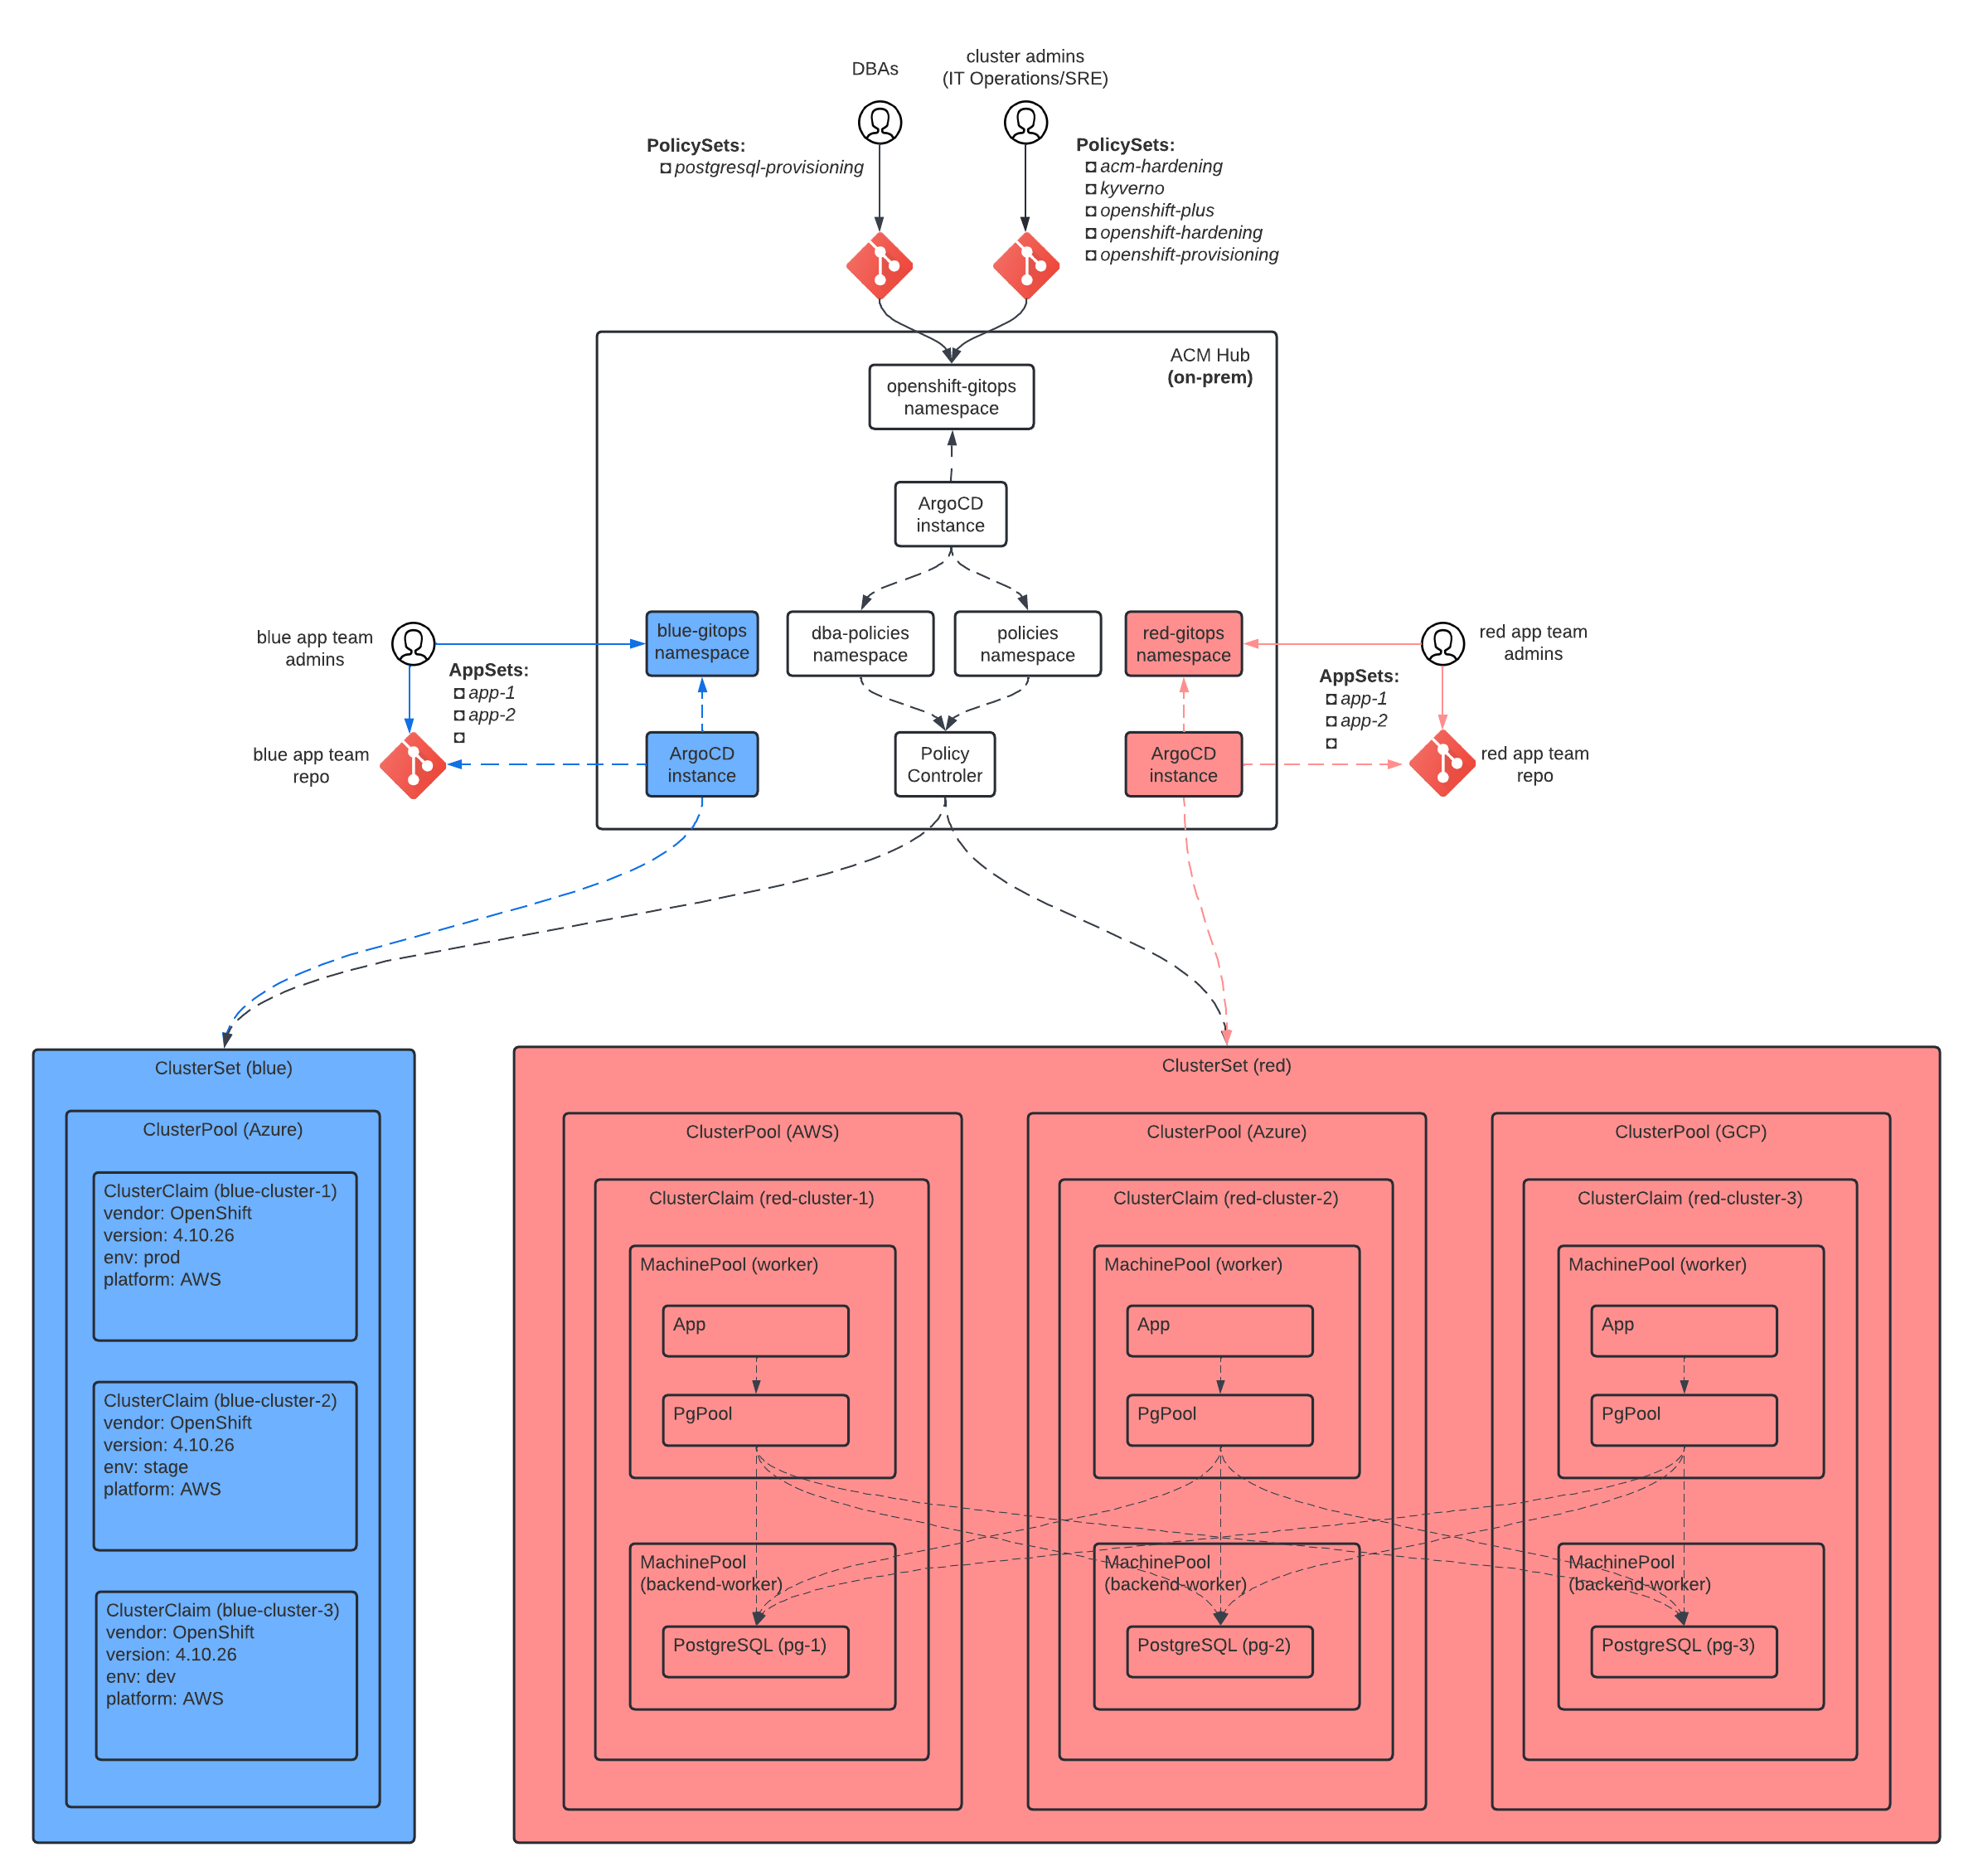 DBAs
cluster admins
(IT Operations/SRE)
PolicySets:
postgresql-provisioning
PolicySets:
acm-hardening
kyverno
openshift-plus
openshift-hardening
openshift-provisioning
ACM Hub
(on-prem)
openshift-gitops
namespace
ArgoCD
instance
blue app team
admins
blue-gitops
namespace
dba-policies
namespace
policies
namespace
red-gitops
namespace
red app team
admins
AppSets:
app-1
app-2
AppSets:
app-1
app-2
blue app team
repo
ArgoCD
instance
Policy
Controler
ArgoCD
instance
red app team
repo
ClusterSet (blue)
ClusterPool (Azure)
ClusterClaim (blue-cluster-1)
vendor: OpenShift
version: 4.10.26
env: prod
platform: AWS
ClusterClaim (blue-cluster-2)
vendor: OpenShift
version: 4.10.26
env: stage
platform: AWS
ClusterClaim (blue-cluster-3)
vendor: OpenShift
version: 4.10.26
env: dev
platform: AWS
ClusterSet (red)
ClusterPool (AWS)
ClusterClaim (red-cluster-1)
MachinePool (worker)
App
PgPool
MachinePool
(backend-worker)
PostgreSQL (pg-1)
ClusterPool (Azure)
ClusterClaim (red-cluster-2)
MachinePool (worker)
App
PgPool
MachinePool
(backend-worker)
PostgreSQL (pg-2)
ClusterPool (GCP)
ClusterClaim (red-cluster-3)
MachinePool (worker)
App
PgPool
MachinePool
(backend-worker)
PostgreSQL (pg-3)